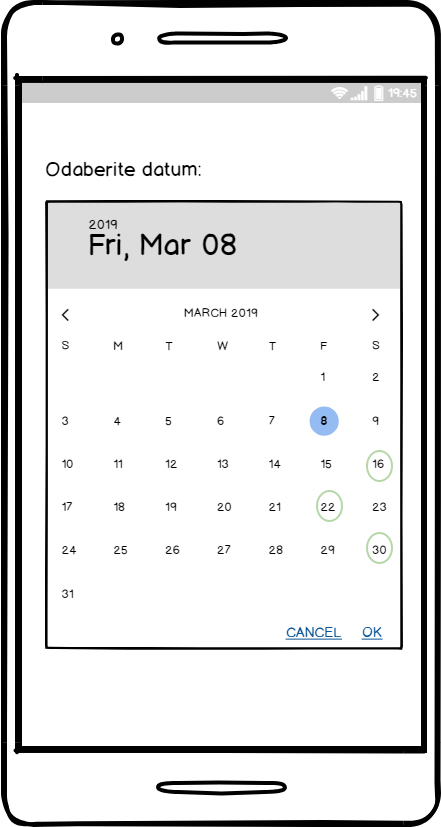 19:45
Odaberite datum:
2019
Fri, Mar 08
< MARCH 2019 >
S M T W T F S
1 2
3 4 5 6 7 8 9
10 11 12 13 14 15 16
17 18 19 20 21 22 23
24 25 26 27 28 29 30
31
CANCEL OK